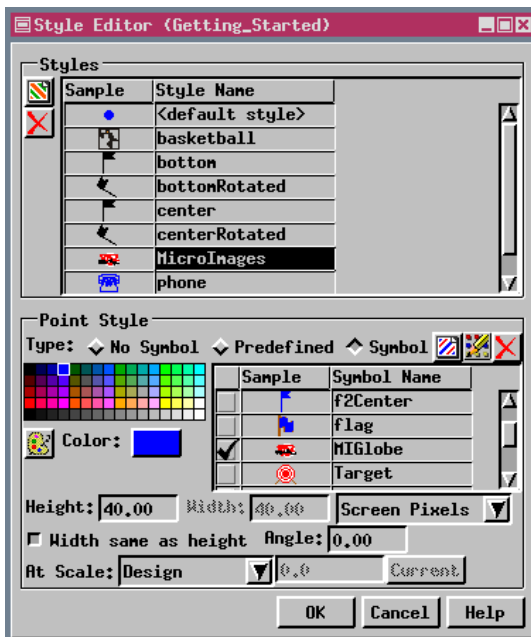 Style Editor (Getting_Started)
Styles
Sample Style Name
<default style>
basketball
bottom
bottomRotated
center
centerRotated
MicroImages
phone
Point Style
Type: No Symbol Predefined Symbol
Sample Symbol Name
f2Center
flag
MIGlobe
Target
Color:
Height: 40.00 Width: 40.00 Screen Pixels
Width same as height Angle: 0.00
At Scale: Design 0.0 Current
OK Cancel Help